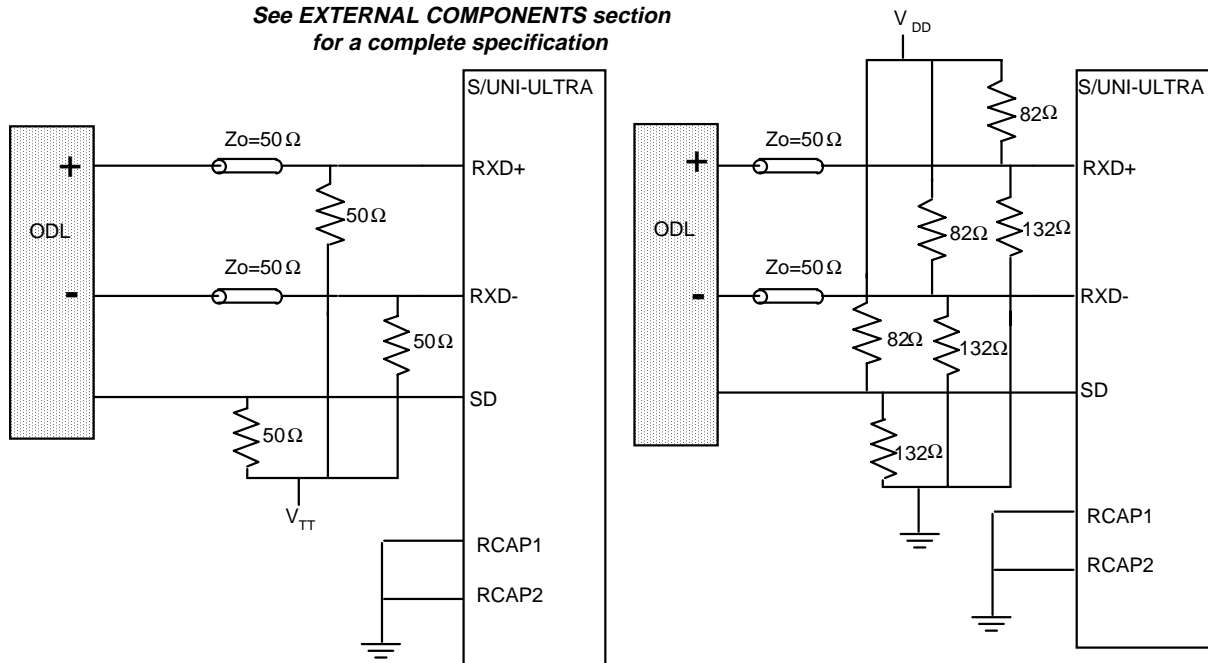 See EXTERNAL COMPONENTS section
for a complete specification
S/UNI-ULTRA
ODL
+
-
Zo=50Ω
RXD+
50Ω
Zo=50Ω
RXD-
50Ω
SD
50Ω
VTT
RCAP1
RCAP2
V DD
S/UNI-ULTRA
82Ω
ODL
+
-
Zo=50Ω
RXD+
82Ω
132Ω
Zo=50Ω
RXD-
82Ω
132Ω
SD
132Ω
RCAP1
RCAP2